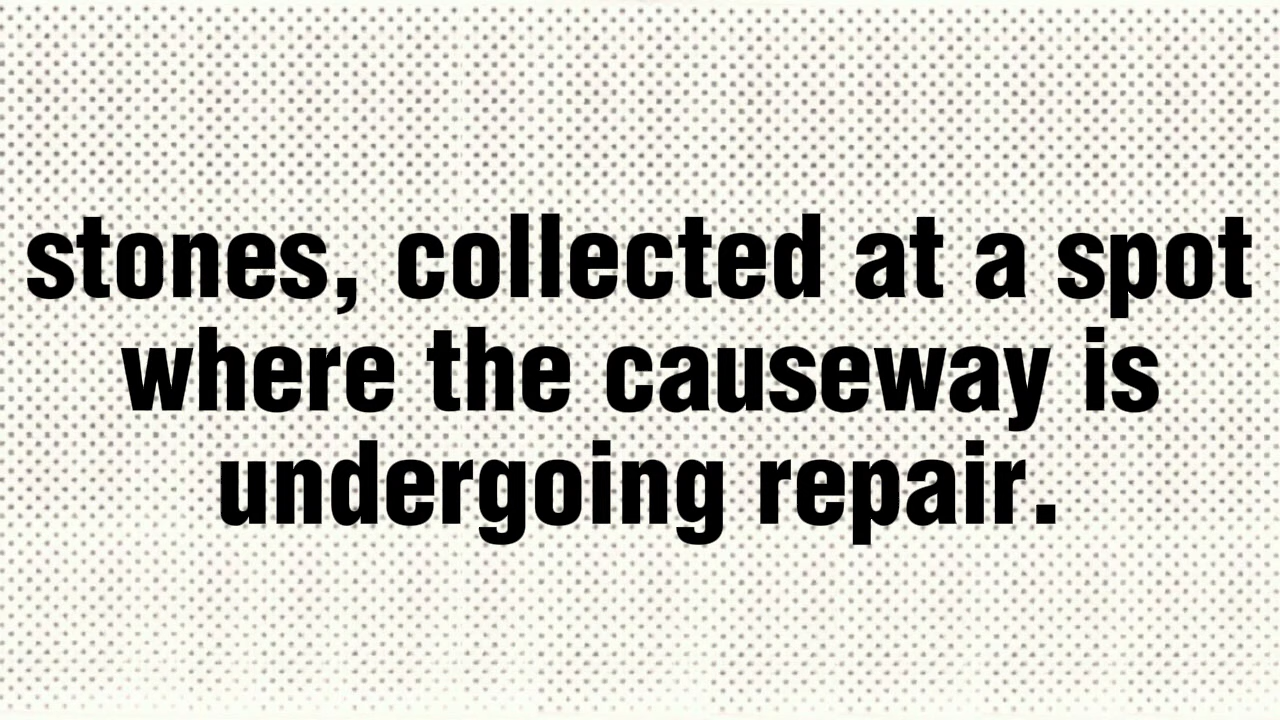 stones, collected at a spot
where the causeway is
undergoing repair.